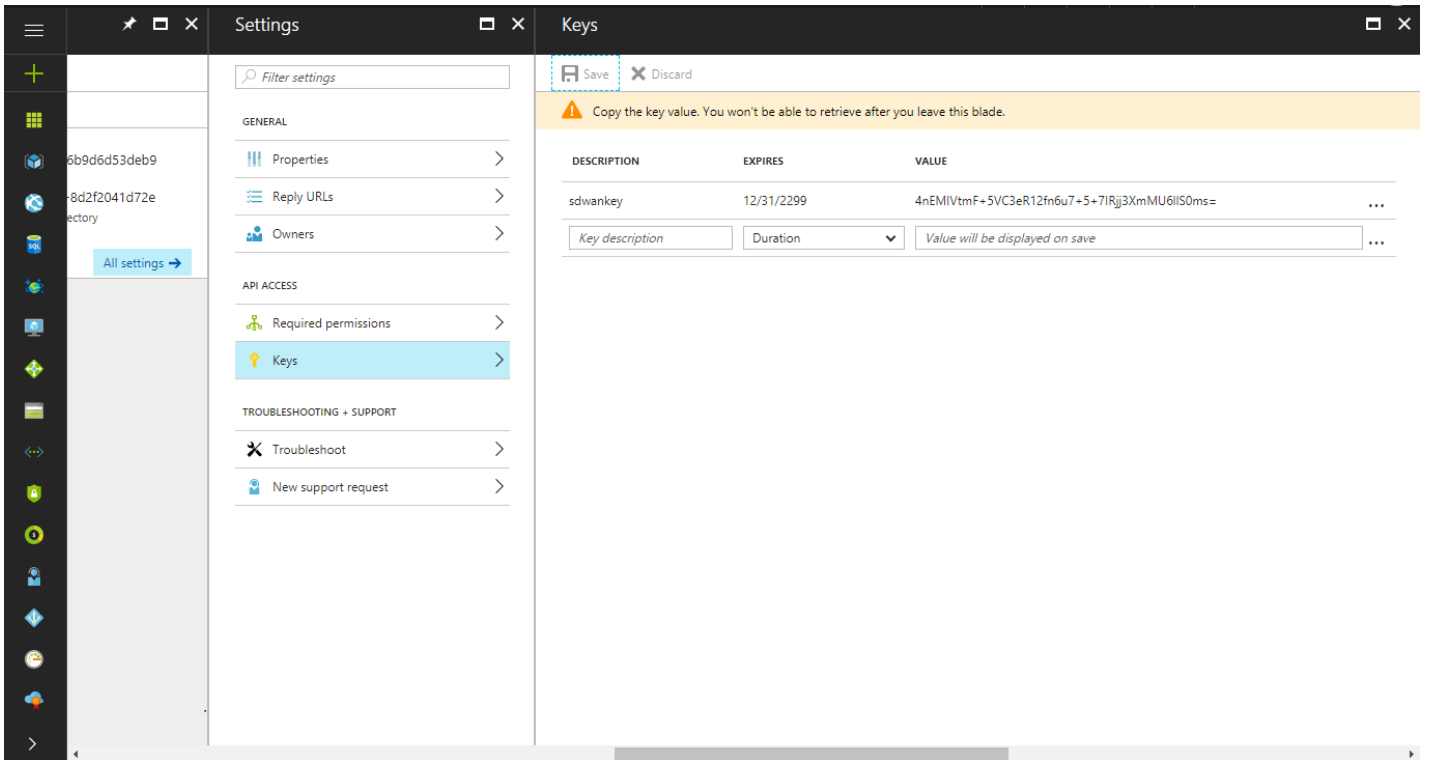 Settings
Keys
Filter settings
Save
Discard
Copy the key value. You won't be able to retrieve after you leave this blade.
GENERAL
6b9d6d53deb9
Properties
DESCRIPTION
EXPIRES
VALUE
-8d2f2041d72e
ectory
Reply URLs
sdwankey
12/31/2299
4nEMIVtmF+5VC3eR12fn6u7+5+7IRjj3XmMU6IIS0ms=
...
Owners
Key description
Duration
Value will be displayed on save
...
SQL
All settings →
API ACCESS
Required permissions
Keys
TROUBLESHOOTING + SUPPORT
Troubleshoot
New support request